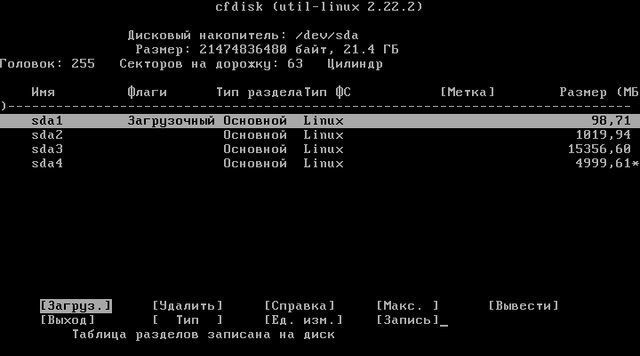 cfdisk (util-linux 2.22.2)
Дисковый накопитель: /dev/sda
Размер: 21474836480 байт, 21.4 ГБ
Головок: 255 Секторов на дорожку: 63 Цилиндр
Имя Флаги Тип разделаТип ФС [Метка] Размер (МБ
)------------------------------------------------------------------------------
sda1 Загрузочный Основной Linux 98,71
sda2 Основной Linux 1019,94
sda3 Основной Linux 15356,60
sda4 Основной Linux 4999,61*
[Загруз.] [Удалить] [Справка] [Макс. ] [Вывести]
[Выход] [ Тип ] [Ед. изм.] [Запись]_
Таблица разделов записана на диск